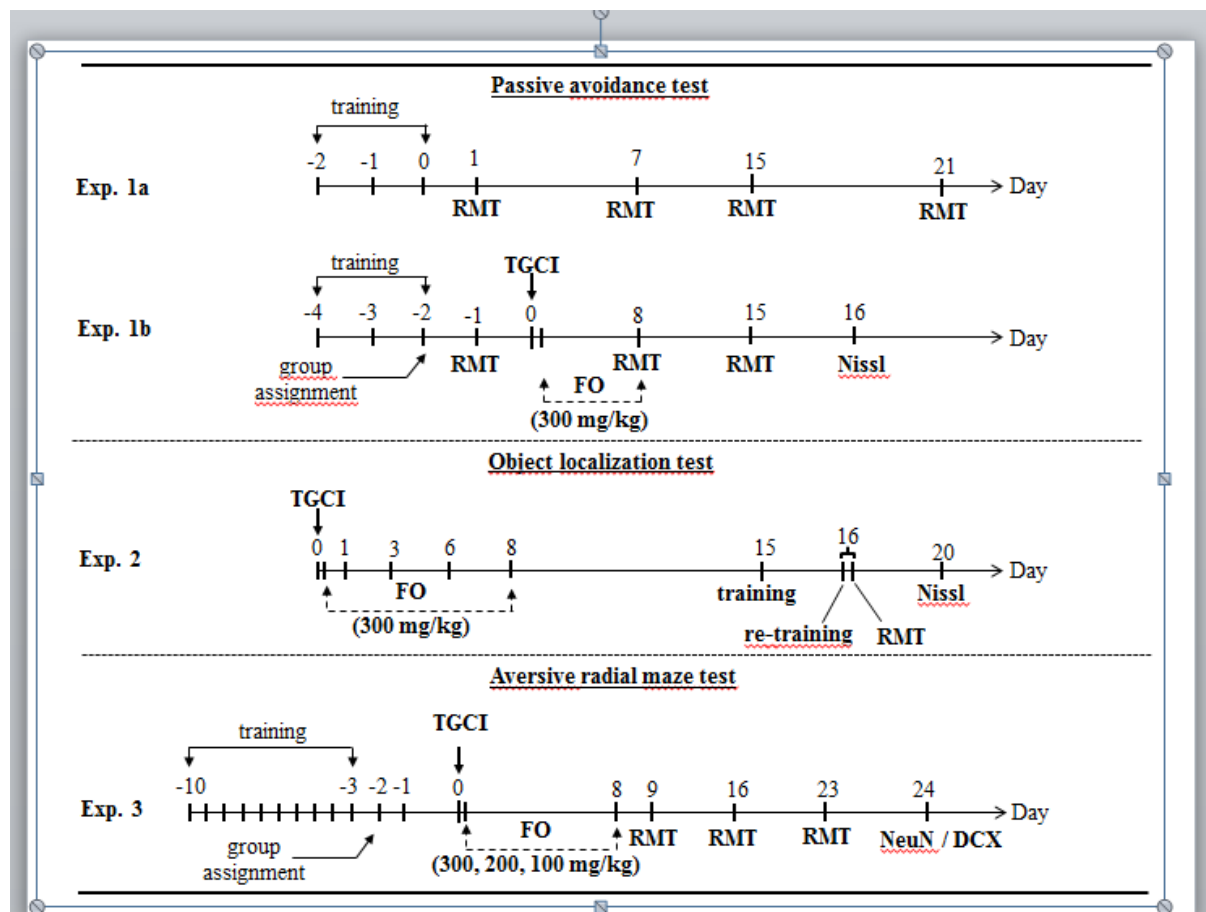 Passive avoidance test
training
-2 -1 0 1 7 15 21
Exp. 1a
Day
RMT RMT RMT RMT
training TGCI
-4 -3 -2 -1 0 8 15 16
Exp. 1b
Day
group assignment
RMT RMT RMT Nissl
FO
(300 mg/kg)
Object localization test
TGCI
0 1 3 6 8 15 16 20
Exp. 2
Day
FO
(300 mg/kg)
training
re-training RMT
Nissl
Aversive radial maze test
training TGCI
-10 -3 -2 -1 0 8 9 16 23 24
Exp. 3
Day
group assignment
FO
(300, 200, 100 mg/kg)
RMT RMT RMT NeuN / DCX